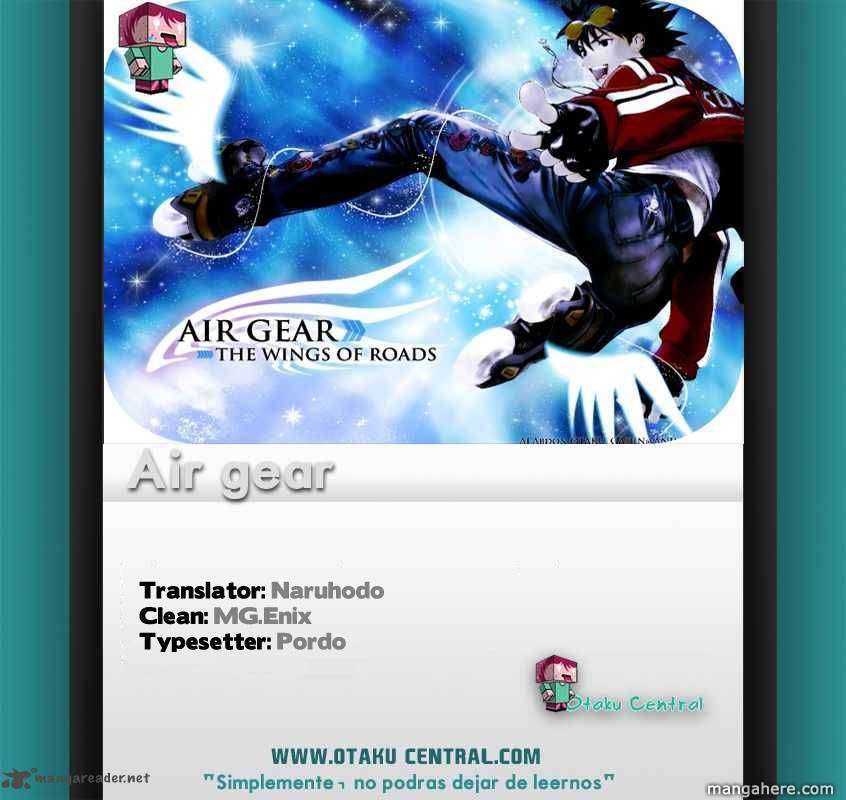 AIR GEAR
THE WINGS OF ROADS
Air gear
Translator: Naruhodo
Clean: MG.Enix
Typesetter: Pordo
Otaku Central
WWW.OTAKU CENTRAL.COM
"Simplemente, no podras dejar de leernos"
mangareader.net
mangahere.com